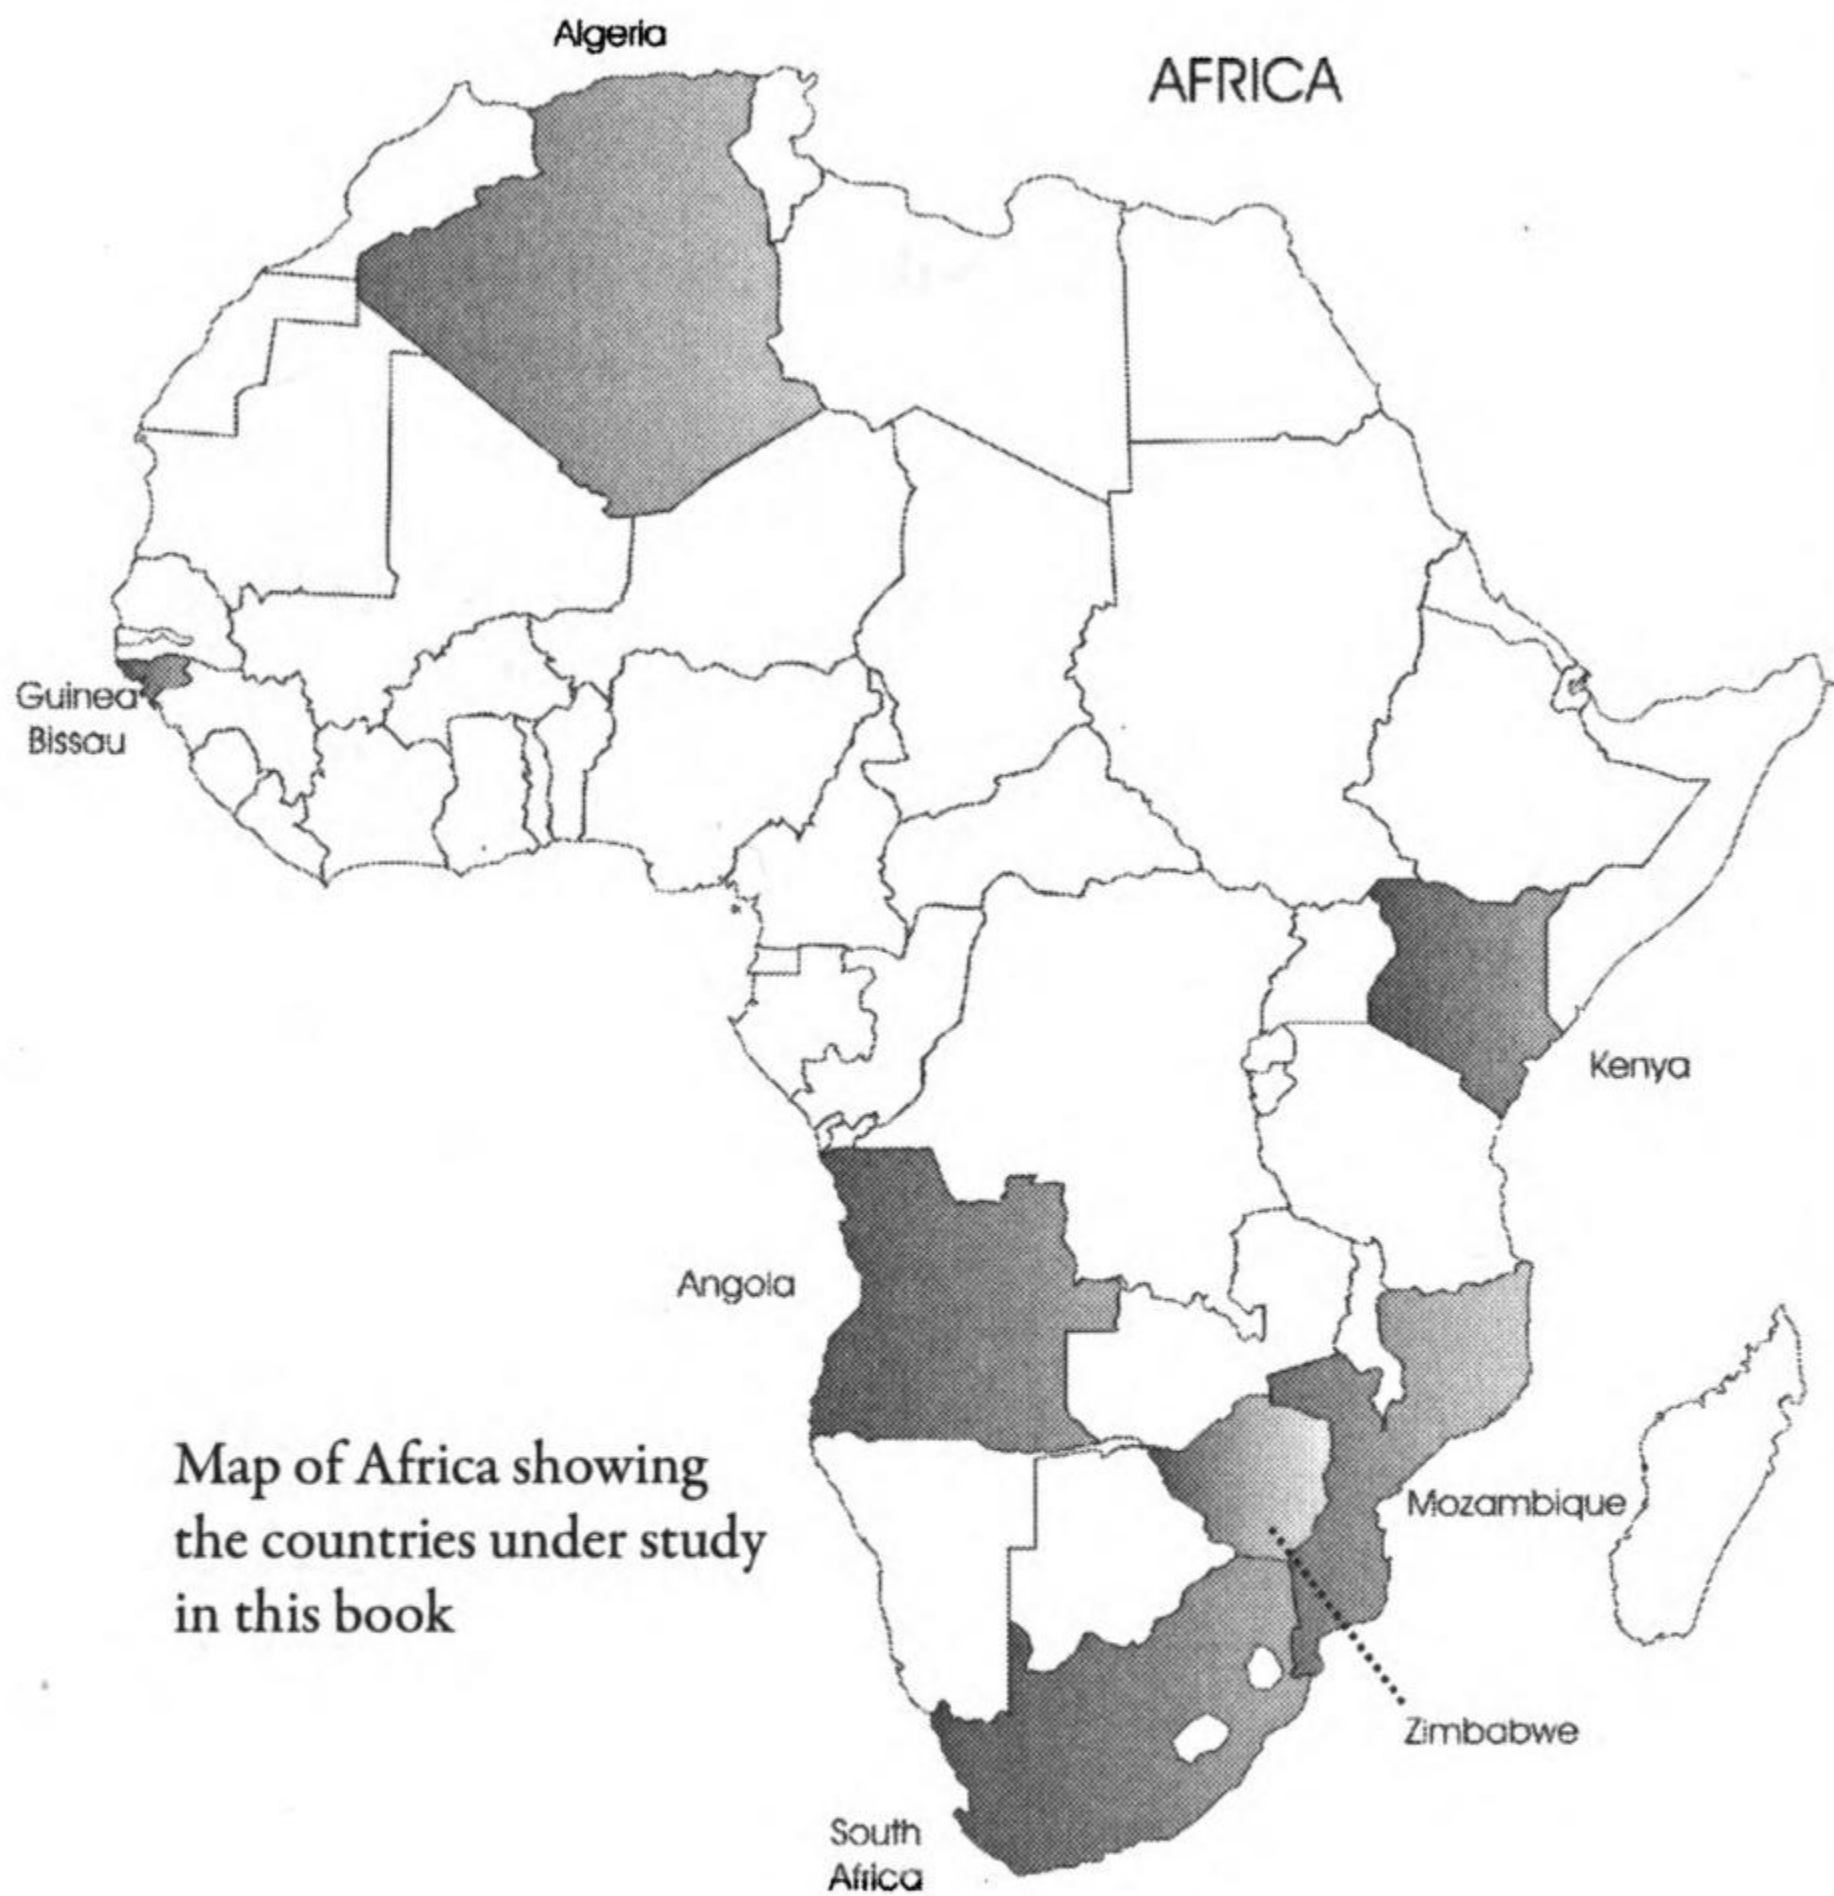 Algeria
AFRICA
Guinea
Bissau
Kenya
Angola
Map of Africa showing
the countries under study
in this book
Mozambique
Zimbabwe
South
Africa